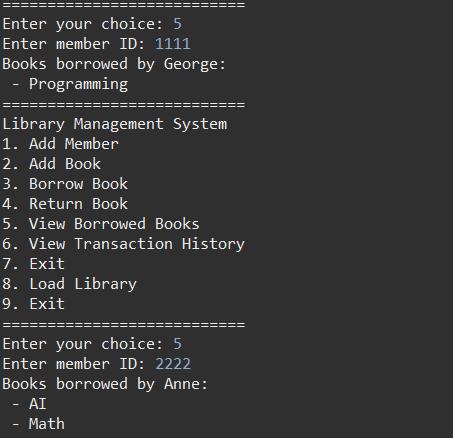 ===========================
Enter your choice: 5
Enter member ID: 1111
Books borrowed by George:
 - Programming
===========================
Library Management System
1. Add Member
2. Add Book
3. Borrow Book
4. Return Book
5. View Borrowed Books
6. View Transaction History
7. Exit
8. Load Library
9. Exit
===========================
Enter your choice: 5
Enter member ID: 2222
Books borrowed by Anne:
 - AI
 - Math